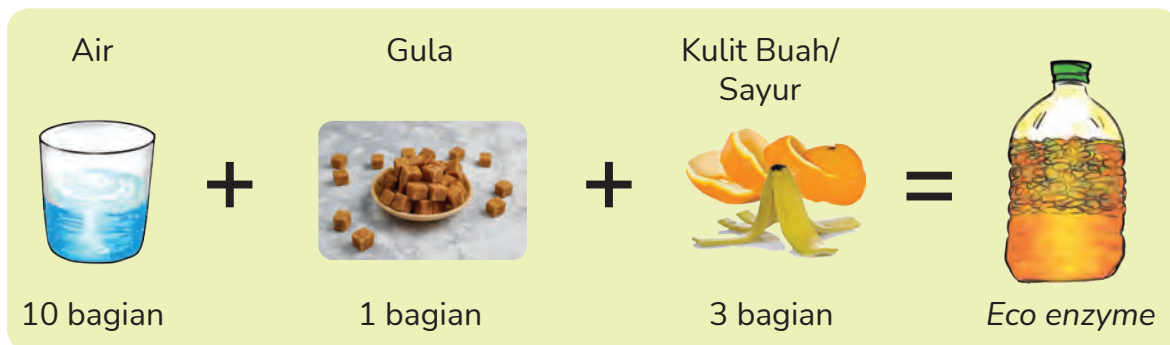 Air
Gula
Kulit Buah/
Sayur
10 bagian
1 bagian
3 bagian
Eco enzyme